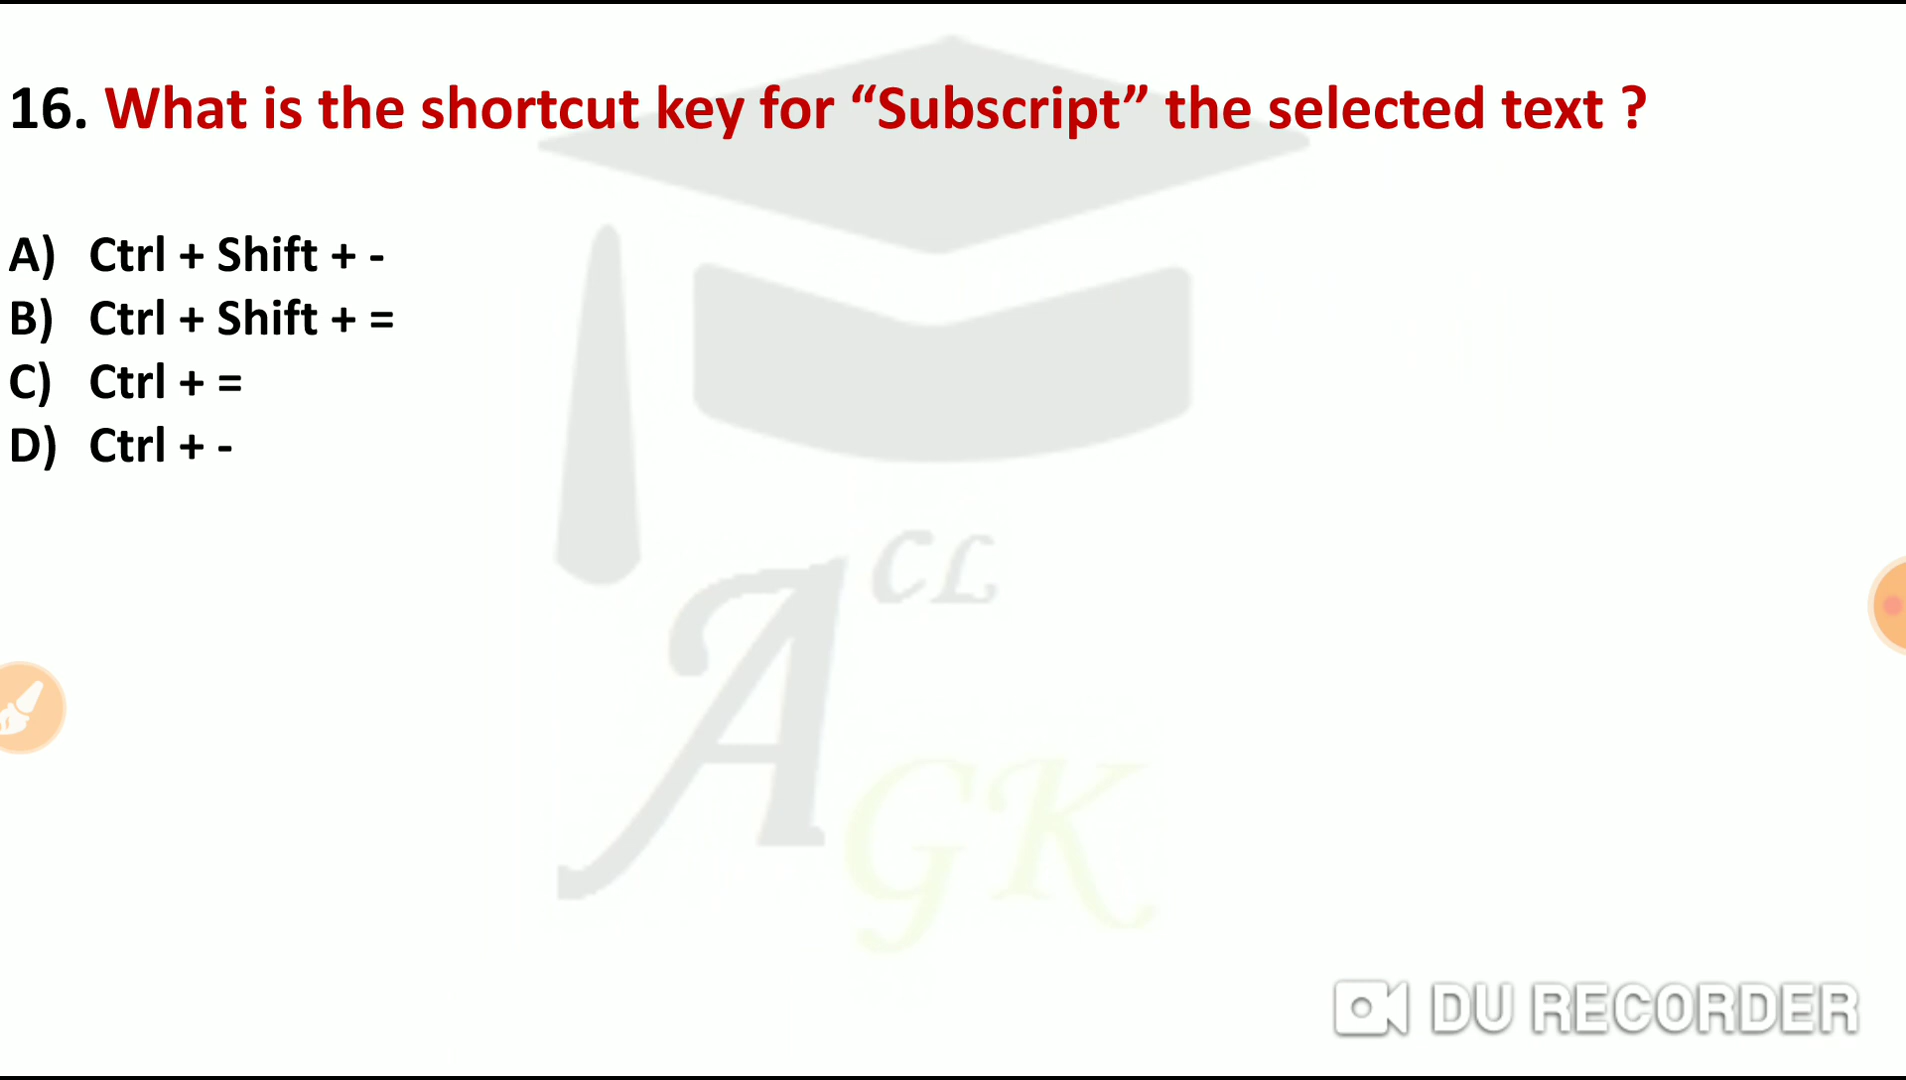 16. What is the shortcut key for “Subscript” the selected text ?
A) Ctrl + Shift + -
B) Ctrl + Shift + =
C) Ctrl + =
D) Ctrl + -
CL
A
GK
DU RECORDER